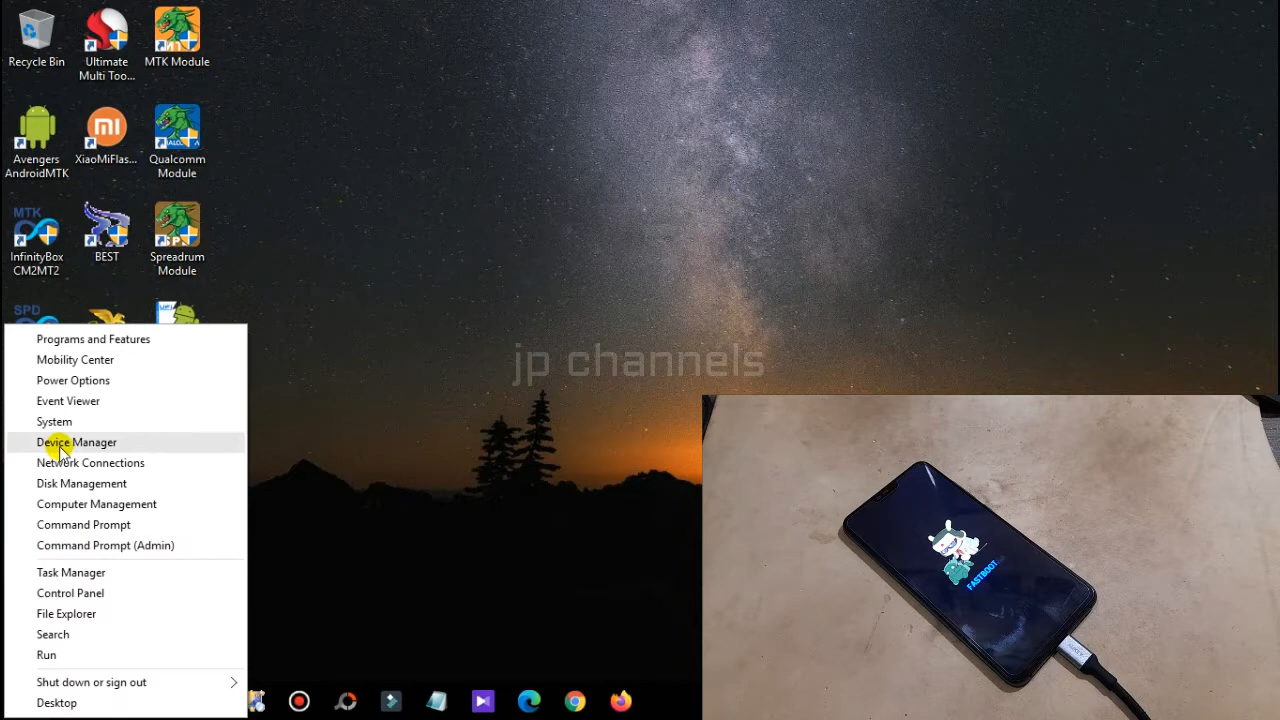 Recycle Bin
Ultimate
Multi Too...
MTK Module
Avengers
AndroidMTK
XiaoMiFlas...
Qualcomm
Module
MTK
InfinityBox
CM2MT2
BEST
Spreadrum
Module
SPD
Programs and Features
Mobility Center
Power Options
Event Viewer
System
Device Manager
Network Connections
Disk Management
Computer Management
Command Prompt
Command Prompt (Admin)
Task Manager
Control Panel
File Explorer
Search
Run
Shut down or sign out
Desktop
jp channels
FASTBOOT